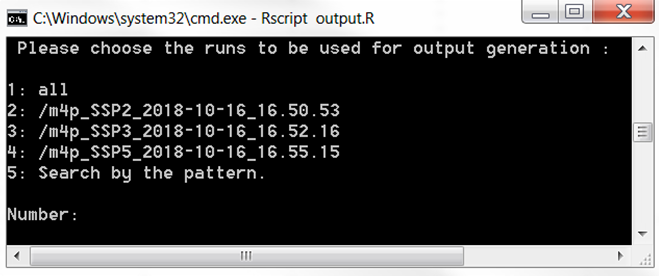 C:\Windows\system32\cmd.exe - Rscript output.R
Please choose the runs to be used for output generation :
1: all
2: /m4p_SSP2_2018-10-16_16.50.53
3: /m4p_SSP3_2018-10-16_16.52.16
4: /m4p_SSP5_2018-10-16_16.55.15
5: Search by the pattern.
Number: